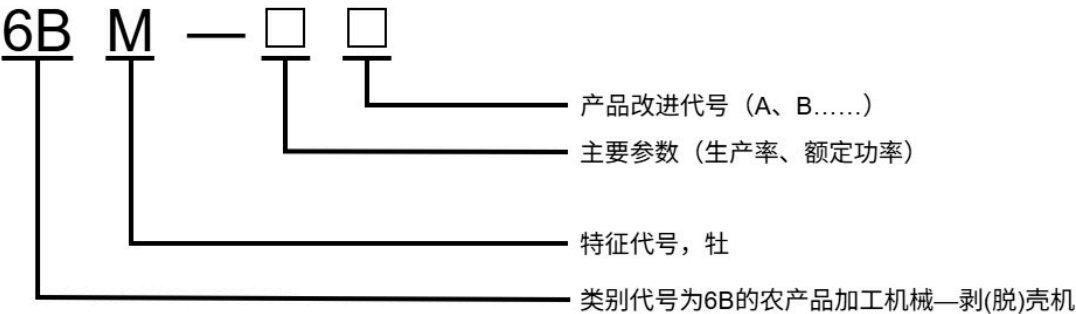 6B M — □ □
产品改进代号（A、B……）
主要参数（生产率、额定功率）
特征代号，牡
类别代号为6B的农产品加工机械—剥(脱)壳机